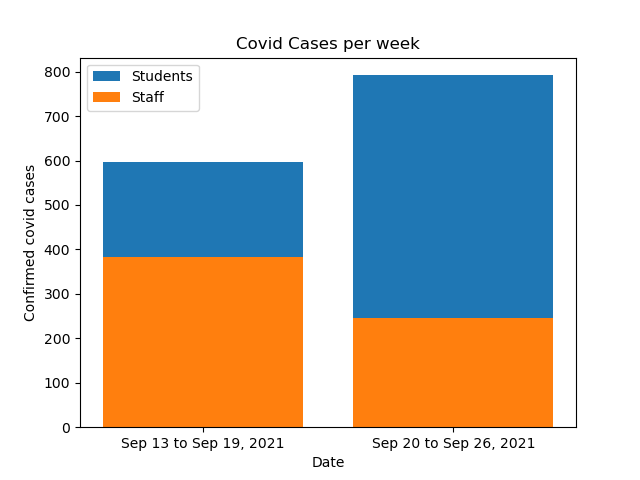 Covid Cases per week
Students
Staff
800
700
600
500
400
300
200
100
0
Confirmed covid cases
Sep 13 to Sep 19, 2021
Sep 20 to Sep 26, 2021
Date